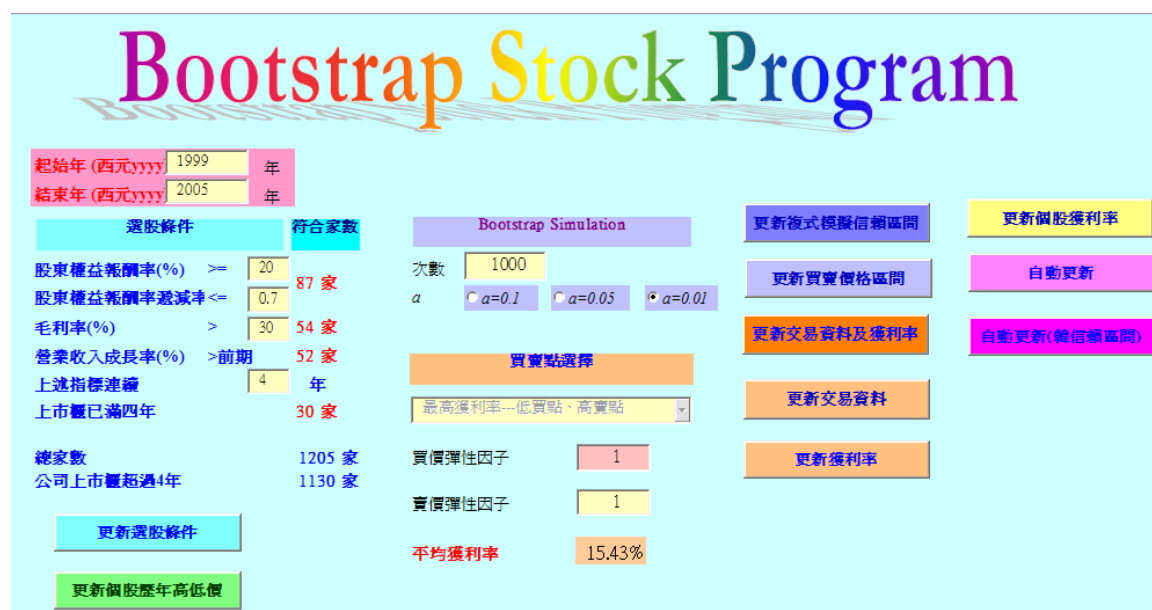 Bootstrap Stock Program
起始年 (西元yyyy) 1999 年
結束年 (西元yyyy) 2005 年
選股條件 符合家數
股東權益報酬率(%) >= 20
87 家
股東權益報酬率遞減率<= 0.7
毛利率(%) > 30 54 家
營業收入成長率(%) >前期 52 家
上述指標連續 4 年
上市櫃已滿四年 30 家
總家數 1205 家
公司上市櫃超過4年 1130 家
更新選股條件
更新個股歷年高低價
Bootstrap Simulation
次數 1000
α α=0.1 α=0.05 α=0.01
買賣點選擇
最高獲利率---低買點、高賣點
買價彈性因子 1
賣價彈性因子 1
平均獲利率 15.43%
更新複式模擬信賴區間
更新買賣價格區間
更新交易資料及獲利率
更新交易資料
更新獲利率
更新個股獲利率
自動更新
自動更新(韓信賴區間)